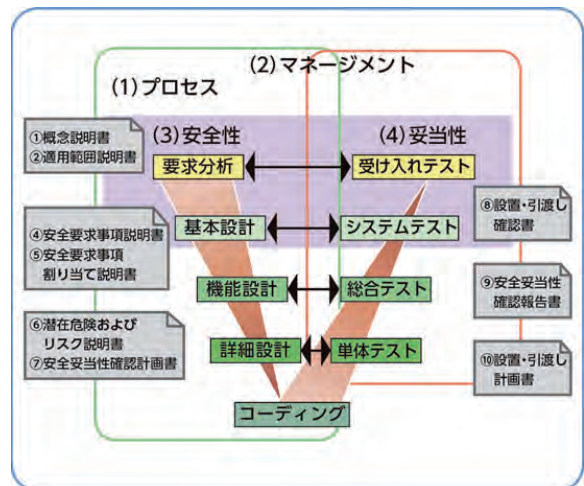 (2)マネージメント
(1)プロセス
(3)安全性
(4)妥当性
①概念説明書
②適用範囲説明書
要求分析
受け入れテスト
④安全要求事項説明書
⑤安全要求事項
割り当て説明書
基本設計
システムテスト
⑧設置・引渡し
確認書
機能設計
総合テスト
⑨安全妥当性
確認報告書
⑥潜在危険および
リスク説明書
⑦安全妥当性確認計画書
詳細設計
単体テスト
⑩設置・引渡し
計画書
コーディング